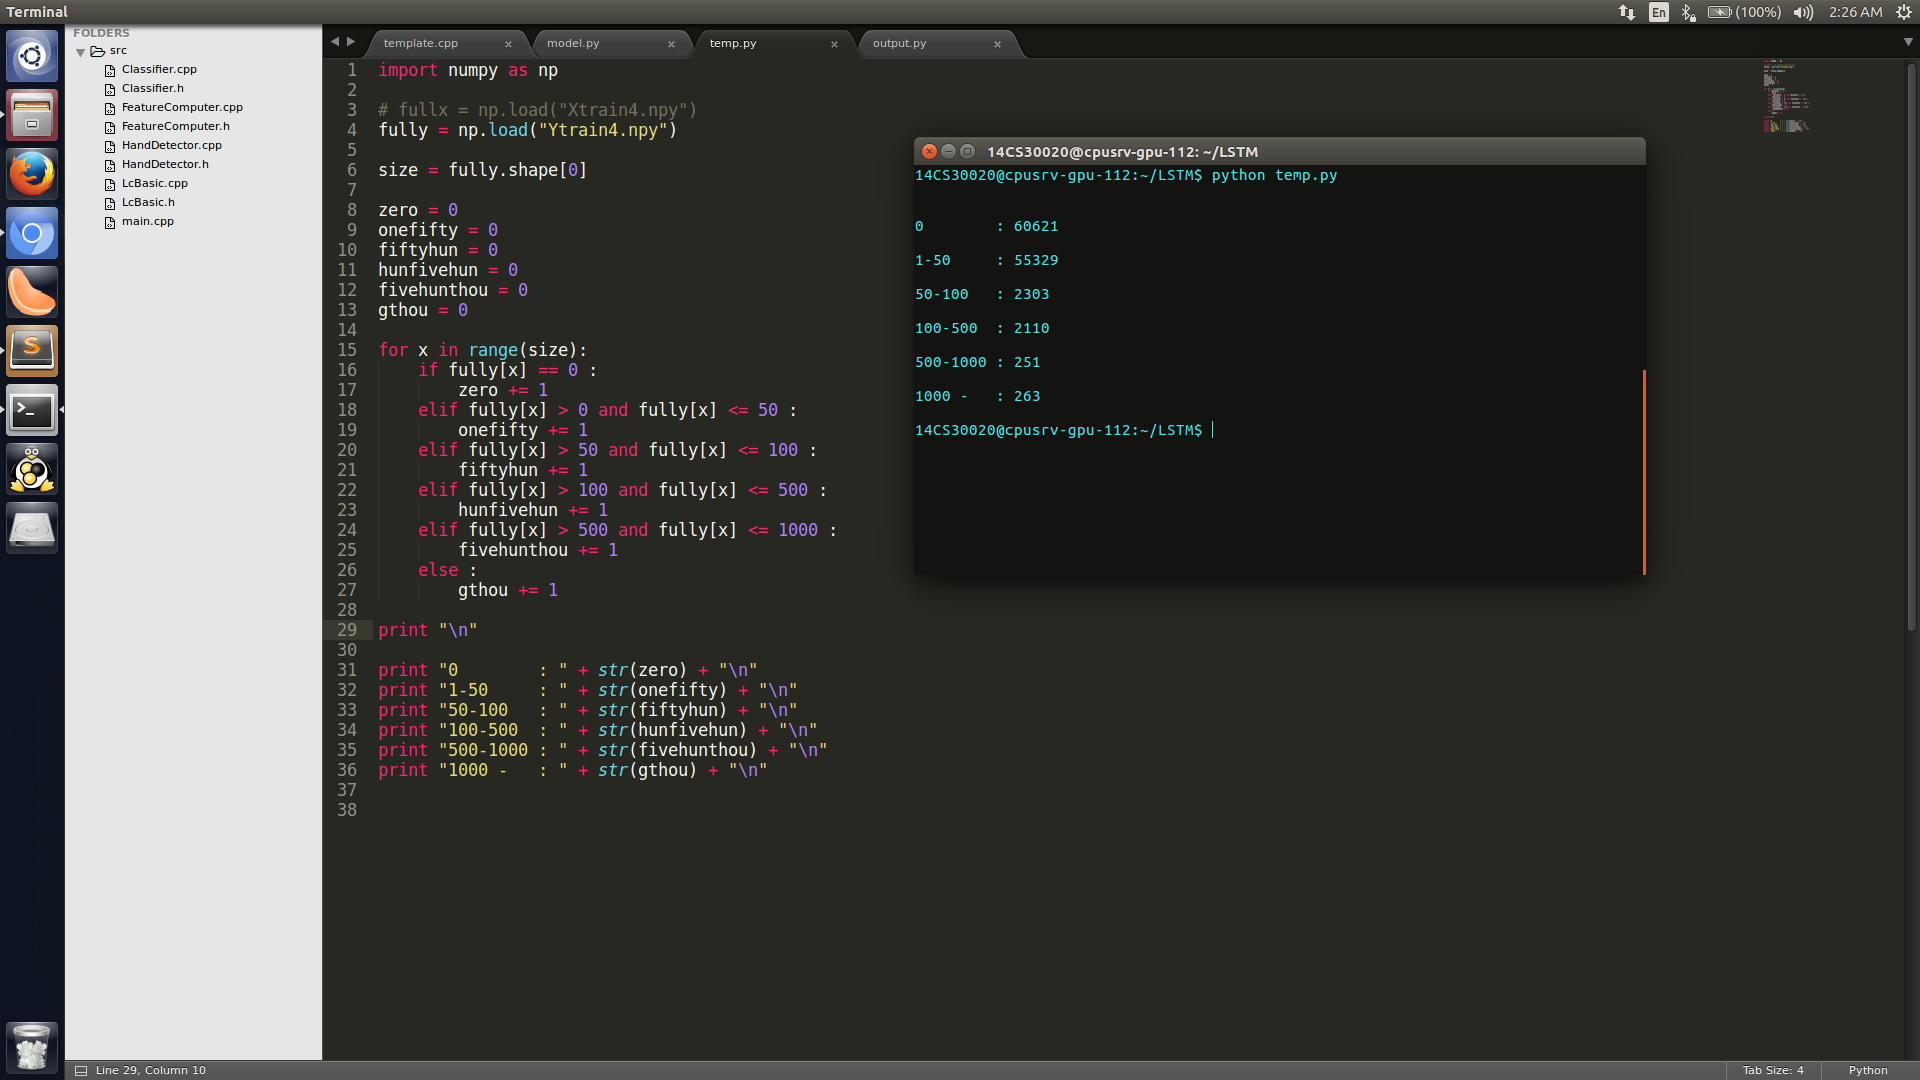 Terminal
En
(100%)
2:26 AM
FOLDERS
src
Classifier.cpp
Classifier.h
FeatureComputer.cpp
FeatureComputer.h
HandDetector.cpp
HandDetector.h
LcBasic.cpp
LcBasic.h
main.cpp
template.cpp
model.py
temp.py
output.py
1 import numpy as np
2
3 # fullx = np.load("Xtrain4.npy")
4 fully = np.load("Ytrain4.npy")
5
6 size = fully.shape[0]
7
8 zero = 0
9 onefifty = 0
10 fiftyhun = 0
11 hunfivehun = 0
12 fivehunthou = 0
13 gthou = 0
14
15 for x in range(size):
16     if fully[x] == 0 :
17         zero += 1
18     elif fully[x] > 0 and fully[x] <= 50 :
19         onefifty += 1
20     elif fully[x] > 50 and fully[x] <= 100 :
21         fiftyhun += 1
22     elif fully[x] > 100 and fully[x] <= 500 :
23         hunfivehun += 1
24     elif fully[x] > 500 and fully[x] <= 1000 :
25         fivehunthou += 1
26     else :
27         gthou += 1
28
29 print "\n"
30
31 print "0        : " + str(zero) + "\n"
32 print "1-50     : " + str(onefifty) + "\n"
33 print "50-100   : " + str(fiftyhun) + "\n"
34 print "100-500  : " + str(hunfivehun) + "\n"
35 print "500-1000 : " + str(fivehunthou) + "\n"
36 print "1000 -   : " + str(gthou) + "\n"
37
38
14CS30020@cpusrv-gpu-112: ~/LSTM
14CS30020@cpusrv-gpu-112:~/LSTM$ python temp.py
0        : 60621
1-50     : 55329
50-100   : 2303
100-500  : 2110
500-1000 : 251
1000 -   : 263
14CS30020@cpusrv-gpu-112:~/LSTM$
Line 29, Column 10
Tab Size: 4
Python